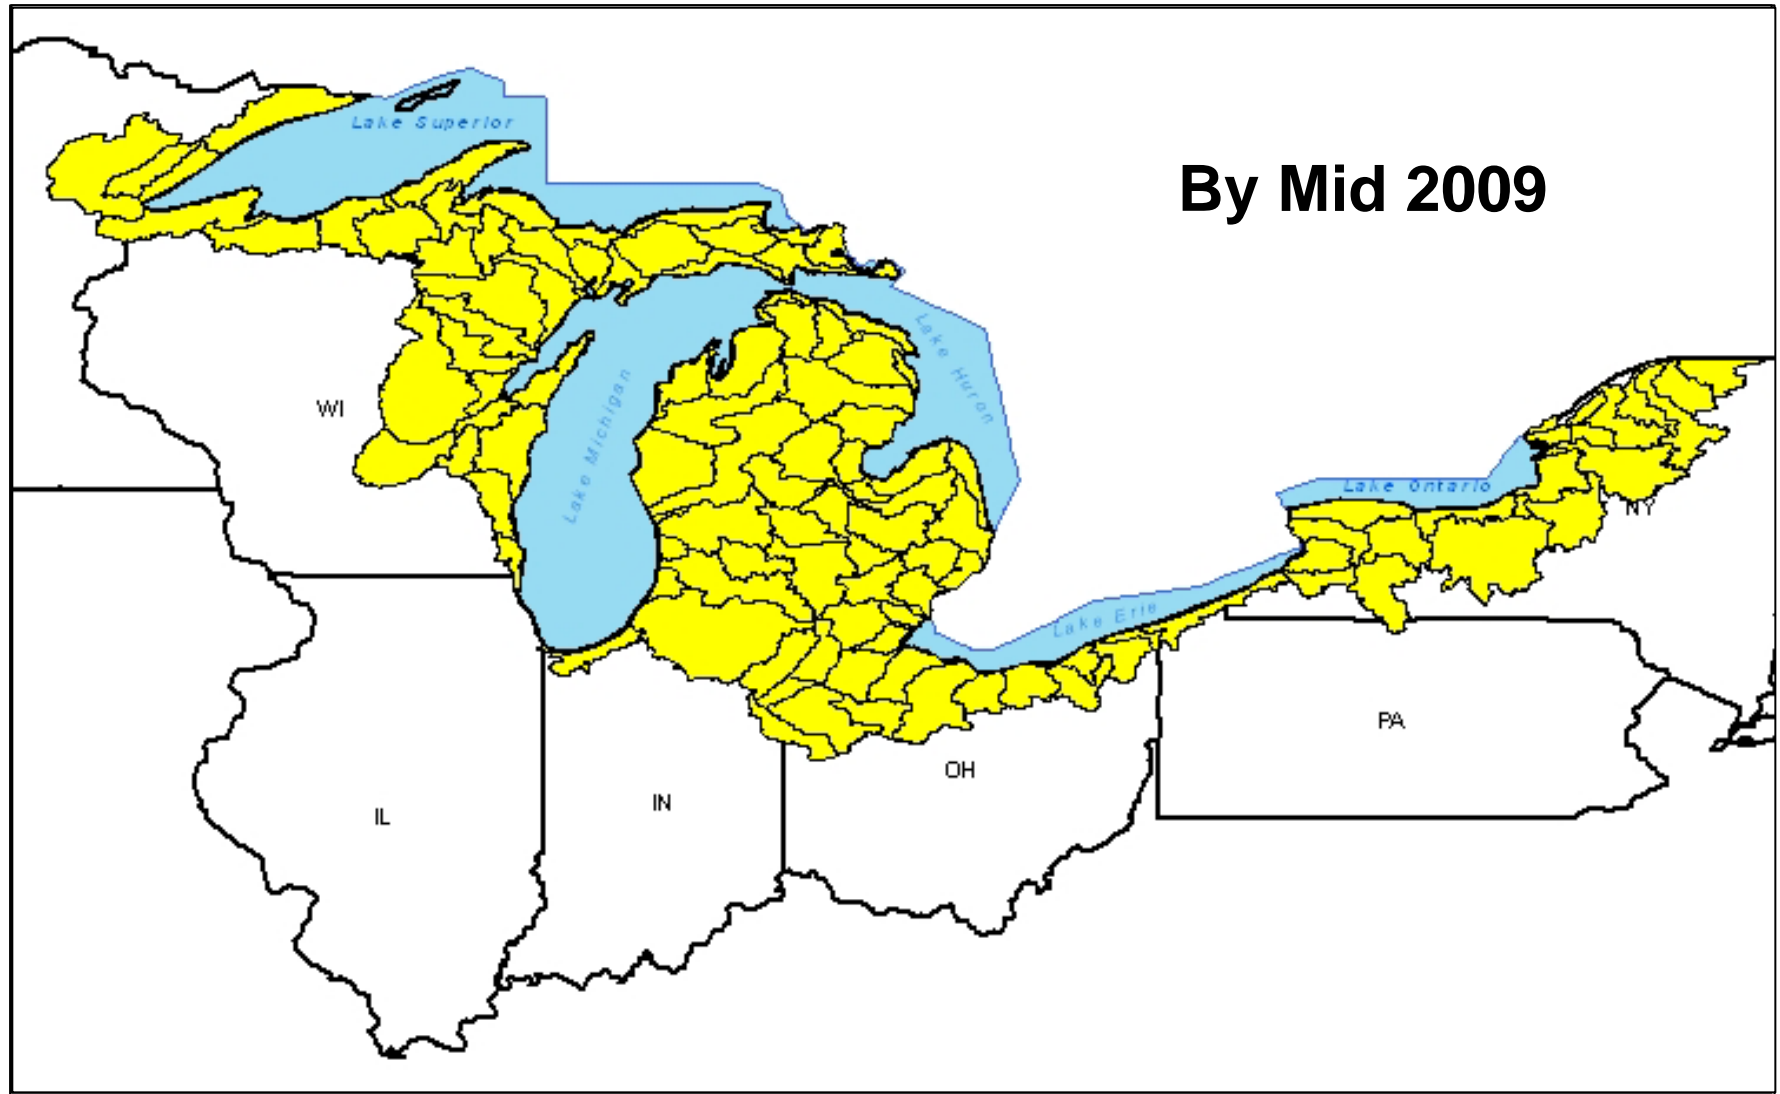 Lake Superior
By Mid 2009
Lake Huron
WI
Lake Michigan
Lake Ontario
NY
Lake Erie
PA
OH
IN
IL